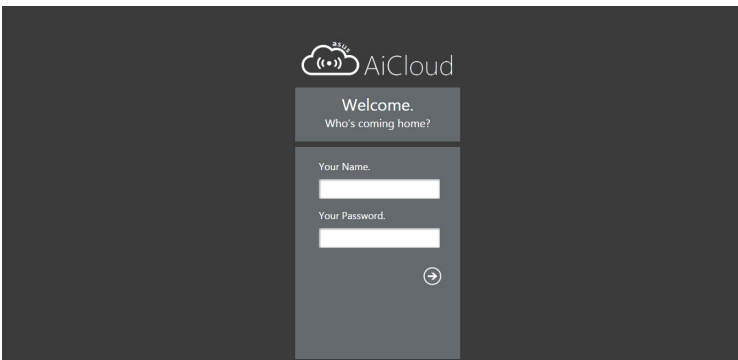 asus
AiCloud
Welcome.
Who's coming home?
Your Name.
Your Password.